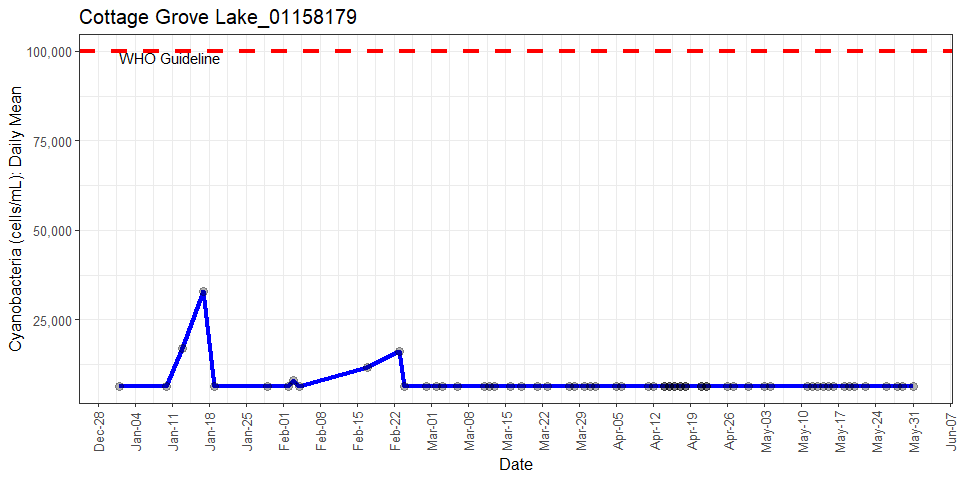 Cottage Grove Lake_01158179
Cyanobacteria (cells/mL): Daily Mean
100,000
75,000
50,000
25,000
WHO Guideline
Dec-28
Jan-04
Jan-11
Jan-18
Jan-25
Feb-01
Feb-08
Feb-15
Feb-22
Mar-01
Mar-08
Mar-15
Mar-22
Mar-29
Apr-05
Apr-12
Apr-19
Apr-26
May-03
May-10
May-17
May-24
May-31
Jun-07
Date